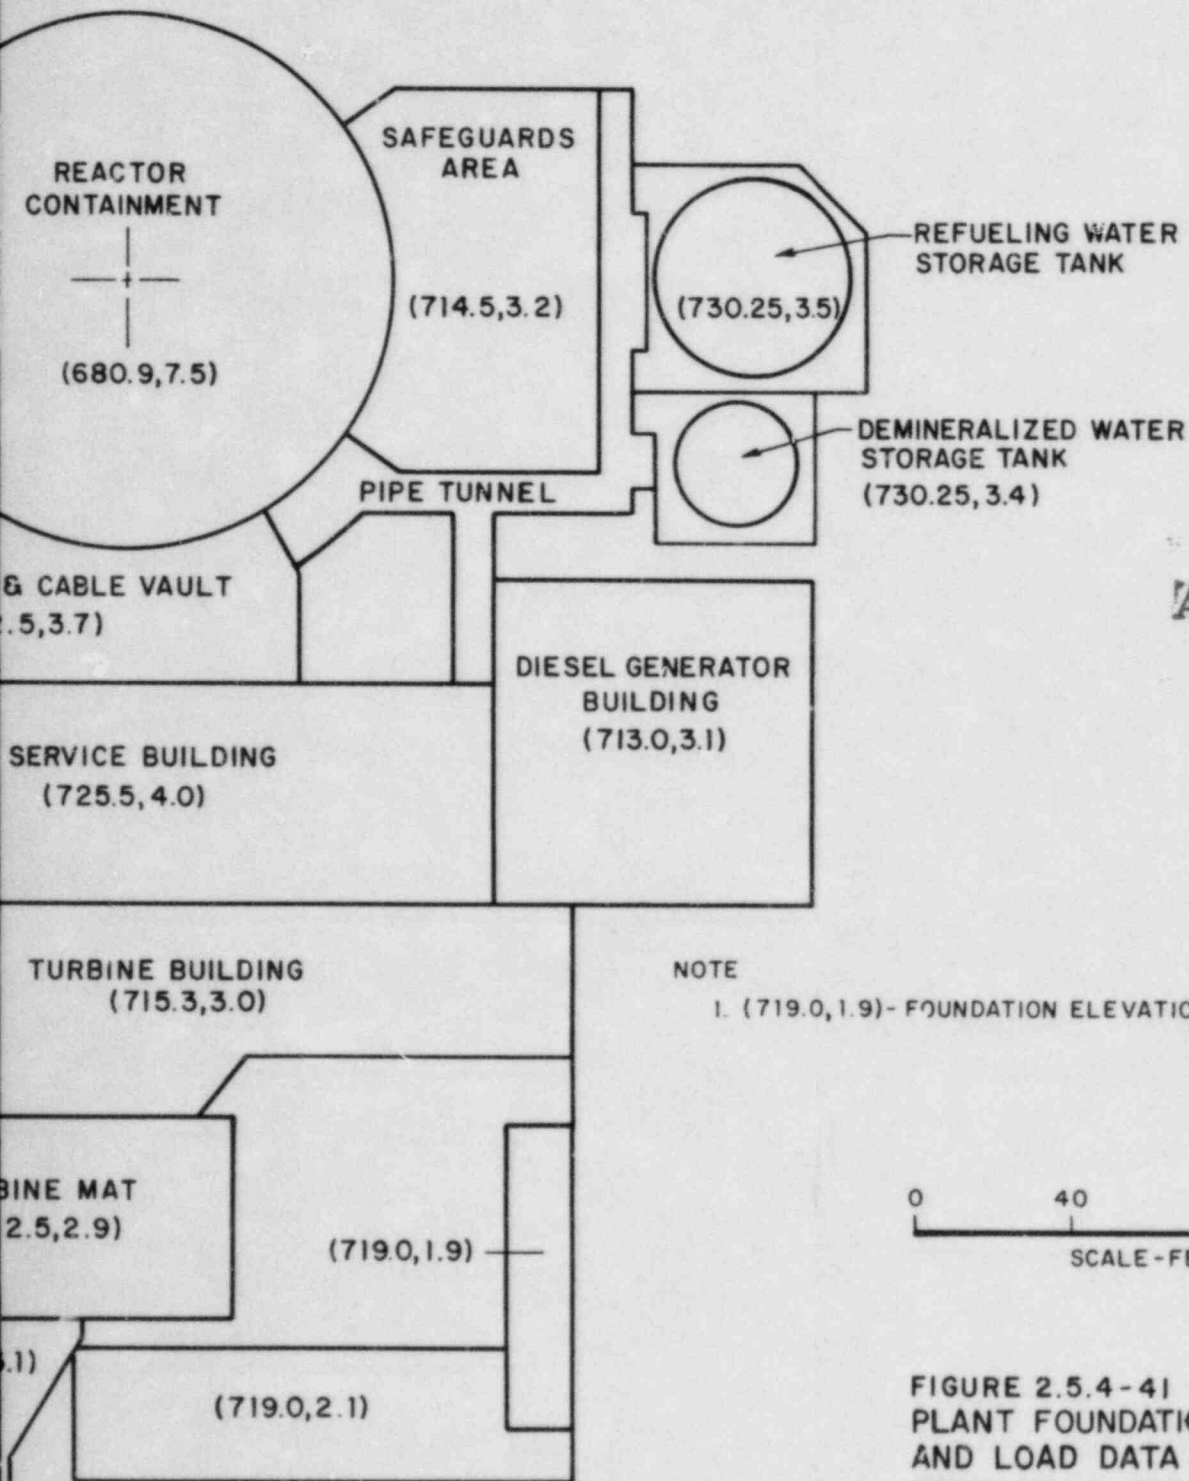 REACTOR
CONTAINMENT
(680.9,7.5)
SAFEGUARDS
AREA
(714.5,3.2)
(730.25,3.5)
REFUELING WATER
STORAGE TANK
DEMINERALIZED WATER
STORAGE TANK
(730.25,3.4)
PIPE TUNNEL
& CABLE VAULT
.5,3.7)
DIESEL GENERATOR
BUILDING
(713.0,3.1)
SERVICE BUILDING
(725.5,4.0)
TURBINE BUILDING
(715.3,3.0)
NOTE
1. (719.0,1.9)- FOUNDATION ELEVATIO
BINE MAT
2.5,2.9)
(719.0,1.9)
0 40
SCALE-FE
.1)
(719.0,2.1)
FIGURE 2.5.4-41
PLANT FOUNDATIO
AND LOAD DATA